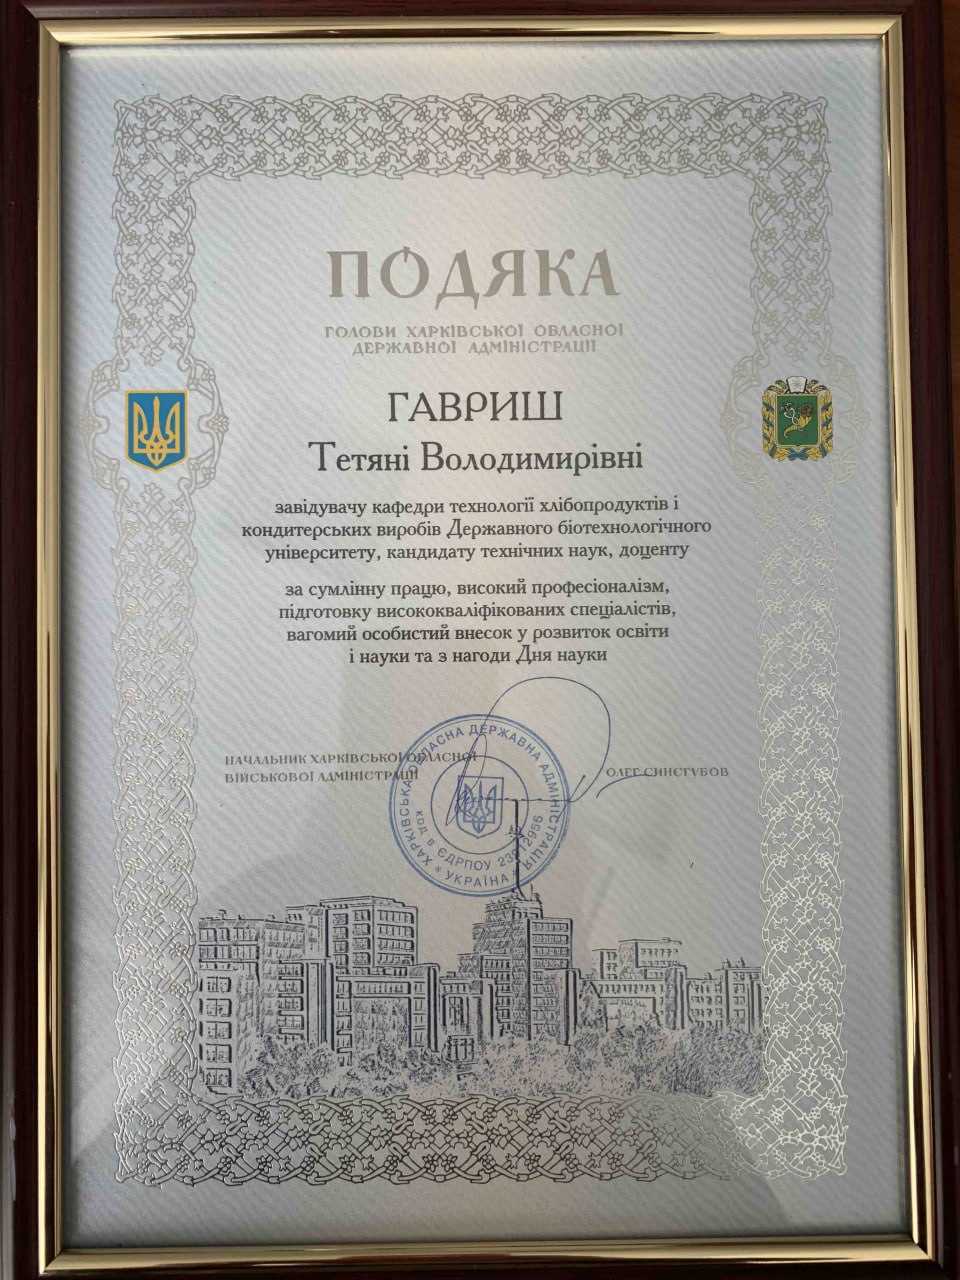 ПОДЯКА
ГОЛОВИ ХАРКІВСЬКОЇ ОБЛАСНОЇ
ДЕРЖАВНОЇ АДМІНІСТРАЦІЇ
ГАВРИШ
Тетяні Володимирівні
завідувачу кафедри технології хлібопродуктів і
кондитерських виробів Державного біотехнологічного
університету, кандидату технічних наук, доценту
за сумлінну працю, високий професіоналізм,
підготовку висококваліфікованих спеціалістів,
вагомий особистий внесок у розвиток освіти
і науки та з нагоди Дня науки
НАЧАЛЬНИК ХАРКІВСЬКОЇ ОБЛАСНОЇ
ВІЙСЬКОВОЇ АДМІНІСТРАЦІЇ
ОЛЕГ СИНЄГУБОВ
ХАРКІВСЬКА ОБЛАСНА ДЕРЖАВНА АДМІНІСТРАЦІЯ
* УКРАЇНА *
код в ЄДРПОУ